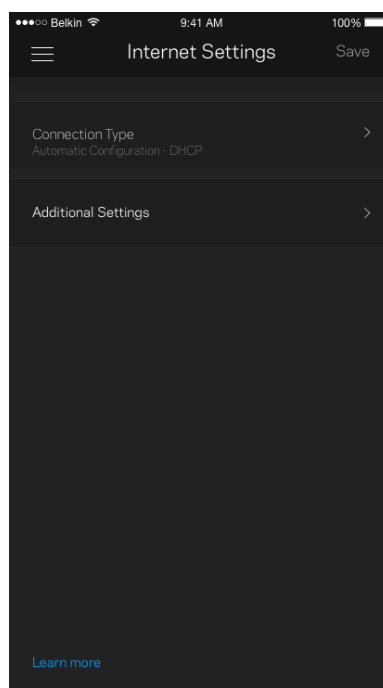 Belkin 9:41 AM 100%
Internet Settings Save
Connection Type
Automatic Configuration - DHCP
Additional Settings
Learn more